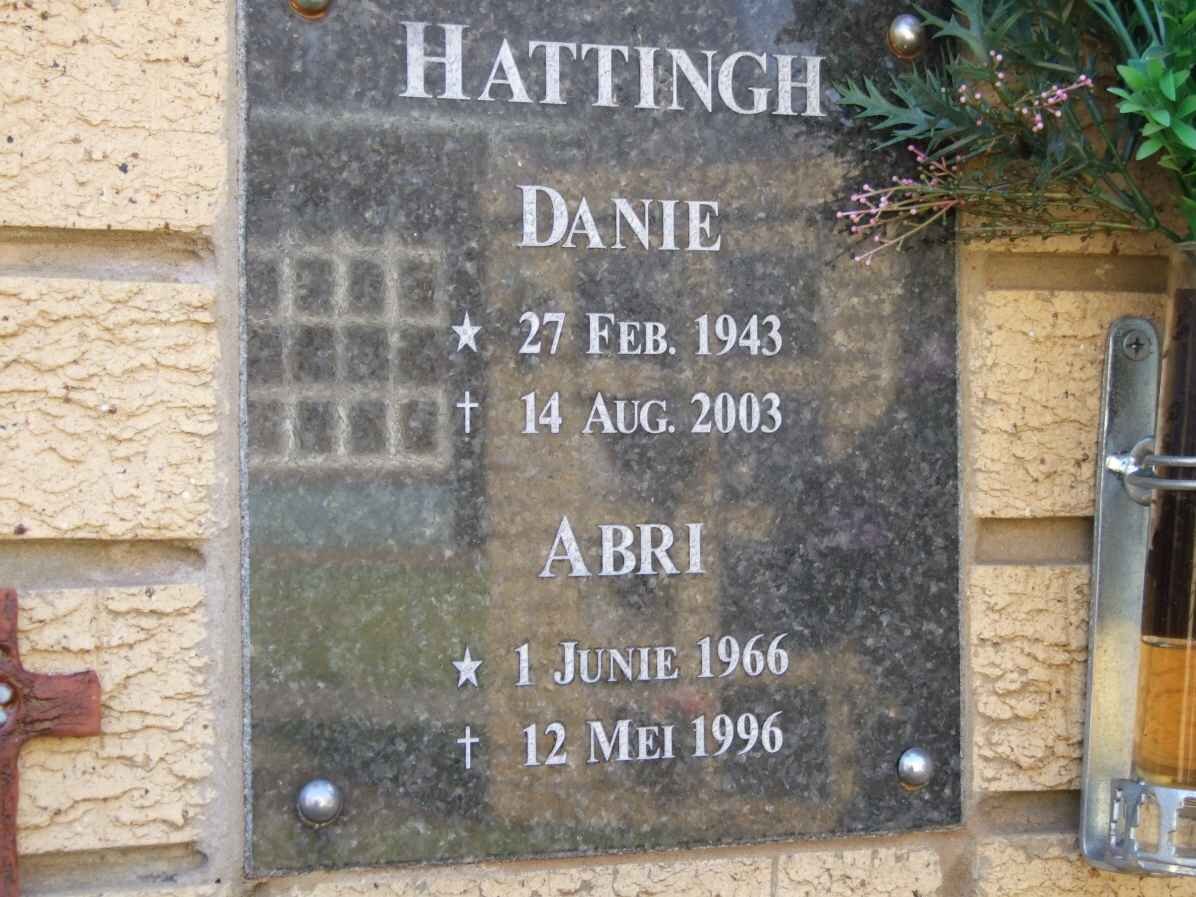 HATTINGH
DANIE
★ 27 FEB. 1943
† 14 AUG. 2003
ABRI
★ 1 JUNIE 1966
† 12 MEI 1996